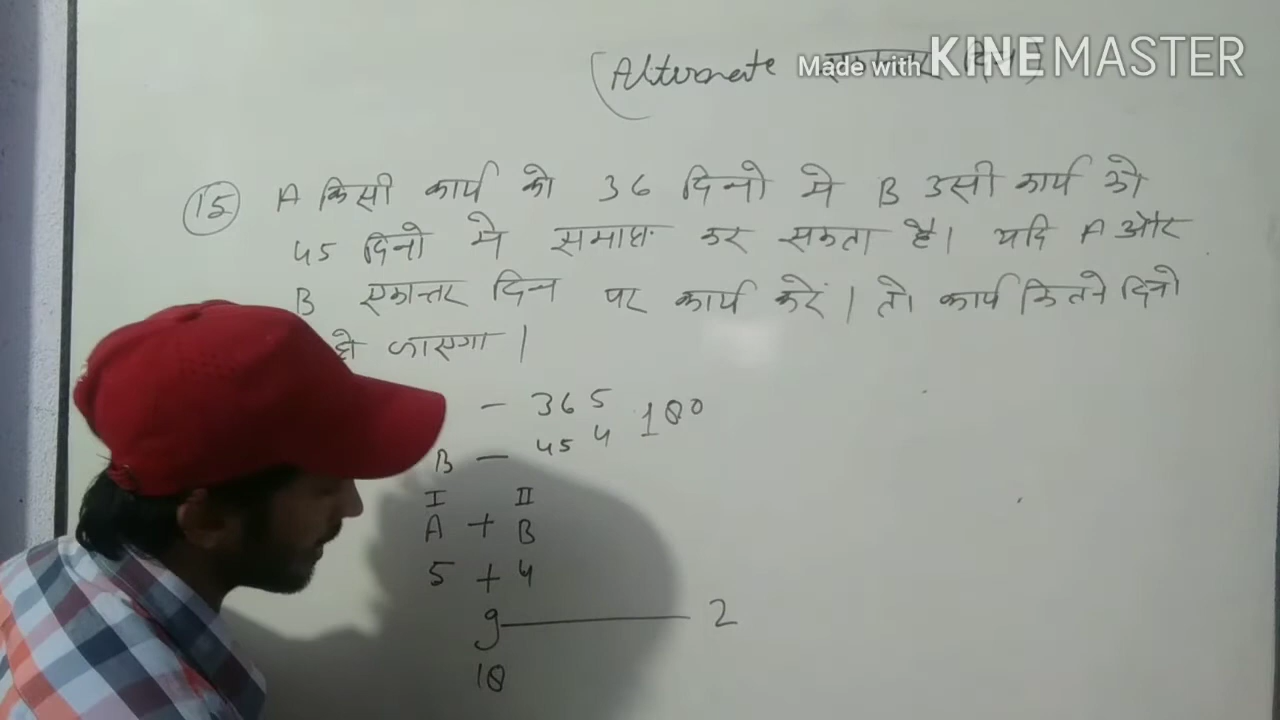 (Alternate
Made with KINEMASTER
15 A किसी कार्य को 36 दिनो मे B उसी कार्य को
45 दिनो मे समाप्त कर सकता है। यदि A और
B एकान्तर दिन पर कार्य करें। तो कार्य कितने दिनो
हो जाएगा।
- 36 5
180
B - 45 4
I II
A + B
5 + 4
9 2
18